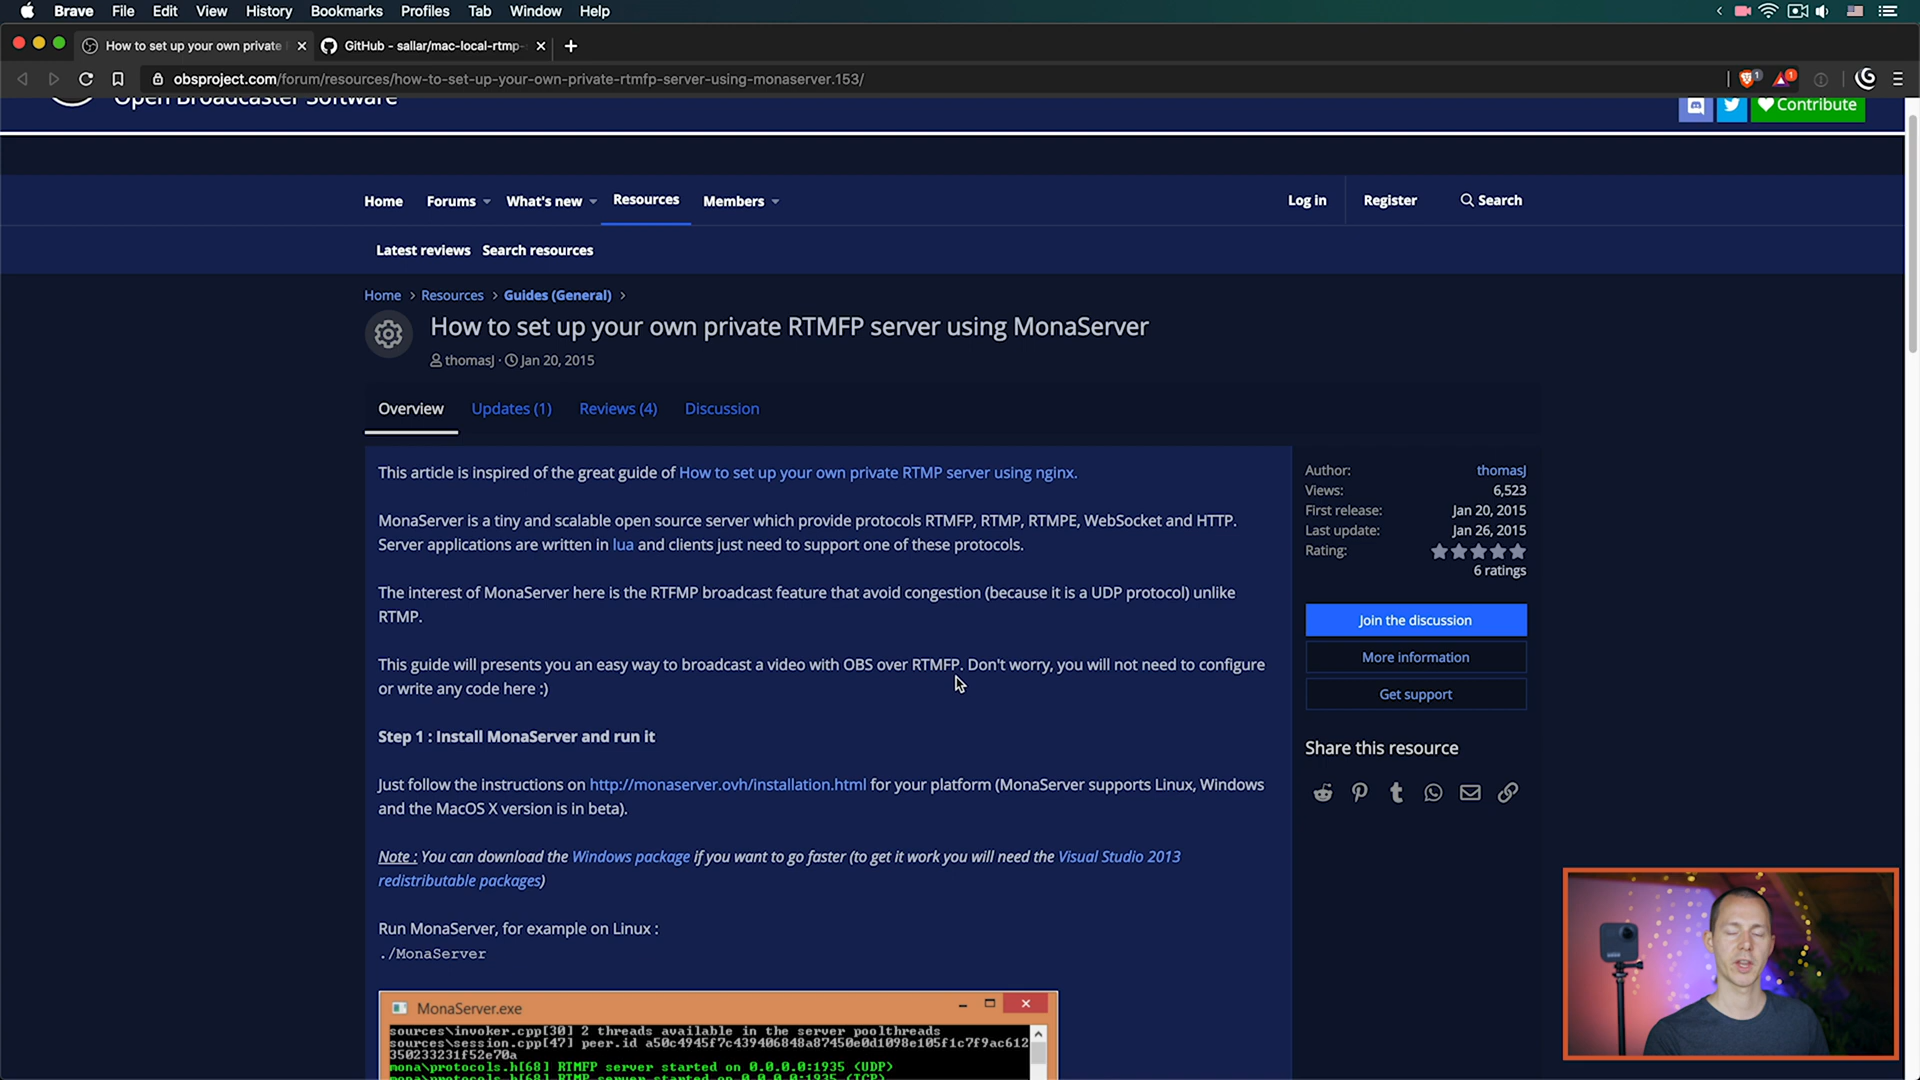 Brave File Edit View History Bookmarks Profiles Tab Window Help
How to set up your own private GitHub - sallar/mac-local-rtmp-
obsproject.com/forum/resources/how-to-set-up-your-own-private-rtmfp-server-using-monaserver.153/
Open Broadcaster Software
Contribute
Home Forums What's new Resources Members Log in Register Search
Latest reviews Search resources
Home Resources Guides (General)
How to set up your own private RTMFP server using MonaServer
thomasJ · Jan 20, 2015
Overview Updates (1) Reviews (4) Discussion
This article is inspired of the great guide of How to set up your own private RTMP server using nginx.
MonaServer is a tiny and scalable open source server which provide protocols RTMFP, RTMP, RTMPE, WebSocket and HTTP.
Server applications are written in lua and clients just need to support one of these protocols.
The interest of MonaServer here is the RTFMP broadcast feature that avoid congestion (because it is a UDP protocol) unlike
RTMP.
This guide will presents you an easy way to broadcast a video with OBS over RTMFP. Don't worry, you will not need to configure
or write any code here :)
Step 1 : Install MonaServer and run it
Just follow the instructions on http://monaserver.ovh/installation.html for your platform (MonaServer supports Linux, Windows
and the MacOS X version is in beta).
Note : You can download the Windows package if you want to go faster (to get it work you will need the Visual Studio 2013
redistributable packages)
Run MonaServer, for example on Linux :
./MonaServer
MonaServer.exe
sources\invoker.cpp[30] 2 threads available in the server poolthreads
sources\session.cpp[47] peer.id a50c4945f7c439406848a87450e0d1098e105f1c7f9ac612
350233231f52e70a
mona\protocols.h[68] RTMFP server started on 0.0.0.0:1935 (UDP)
mona\protocols.h[68] RTMP server started on 0.0.0.0:1935 (TCP)
Author: thomasJ
Views: 6,523
First release: Jan 20, 2015
Last update: Jan 26, 2015
Rating:
6 ratings
Join the discussion
More information
Get support
Share this resource